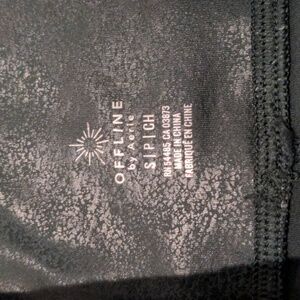 OFFLINE
by Aerie
S|P|CH
RN 54485 CA 03873
MADE IN CHINA
FABRIQUÉ EN CHINE